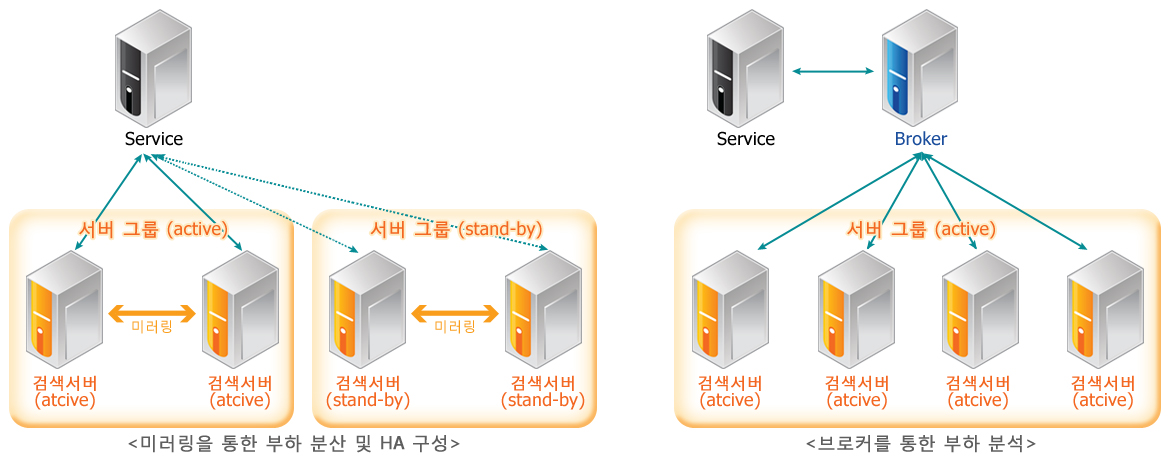 Service
서버 그룹 (active)
서버 그룹 (stand-by)
미러링
미러링
검색서버
(atcive)
검색서버
(atcive)
검색서버
(stand-by)
검색서버
(stand-by)
<미러링을 통한 부하 분산 및 HA 구성>
Service
Broker
서버 그룹 (active)
검색서버
(atcive)
검색서버
(atcive)
검색서버
(atcive)
검색서버
(atcive)
<브로커를 통한 부하 분석>